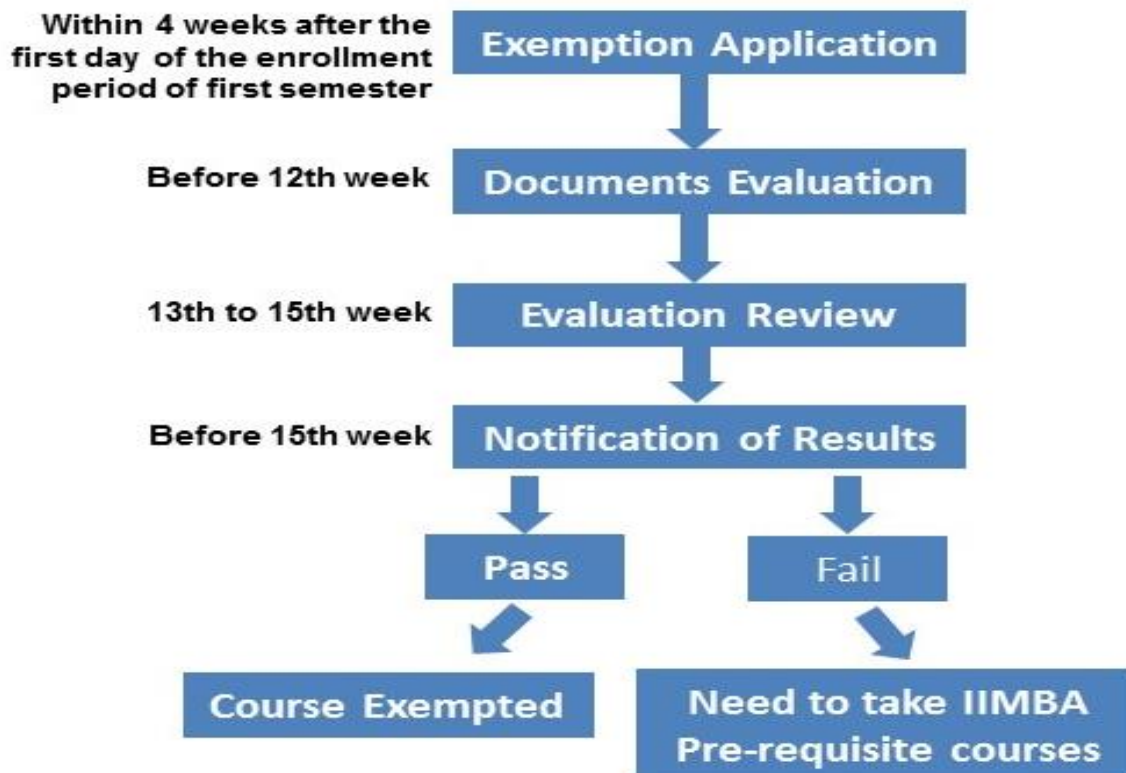 Within 4 weeks after the
first day of the enrollment
period of first semester
Exemption Application
Before 12th week
Documents Evaluation
13th to 15th week
Evaluation Review
Before 15th week
Notification of Results
Pass
Fail
Course Exempted
Need to take IIMBA
Pre-requisite courses